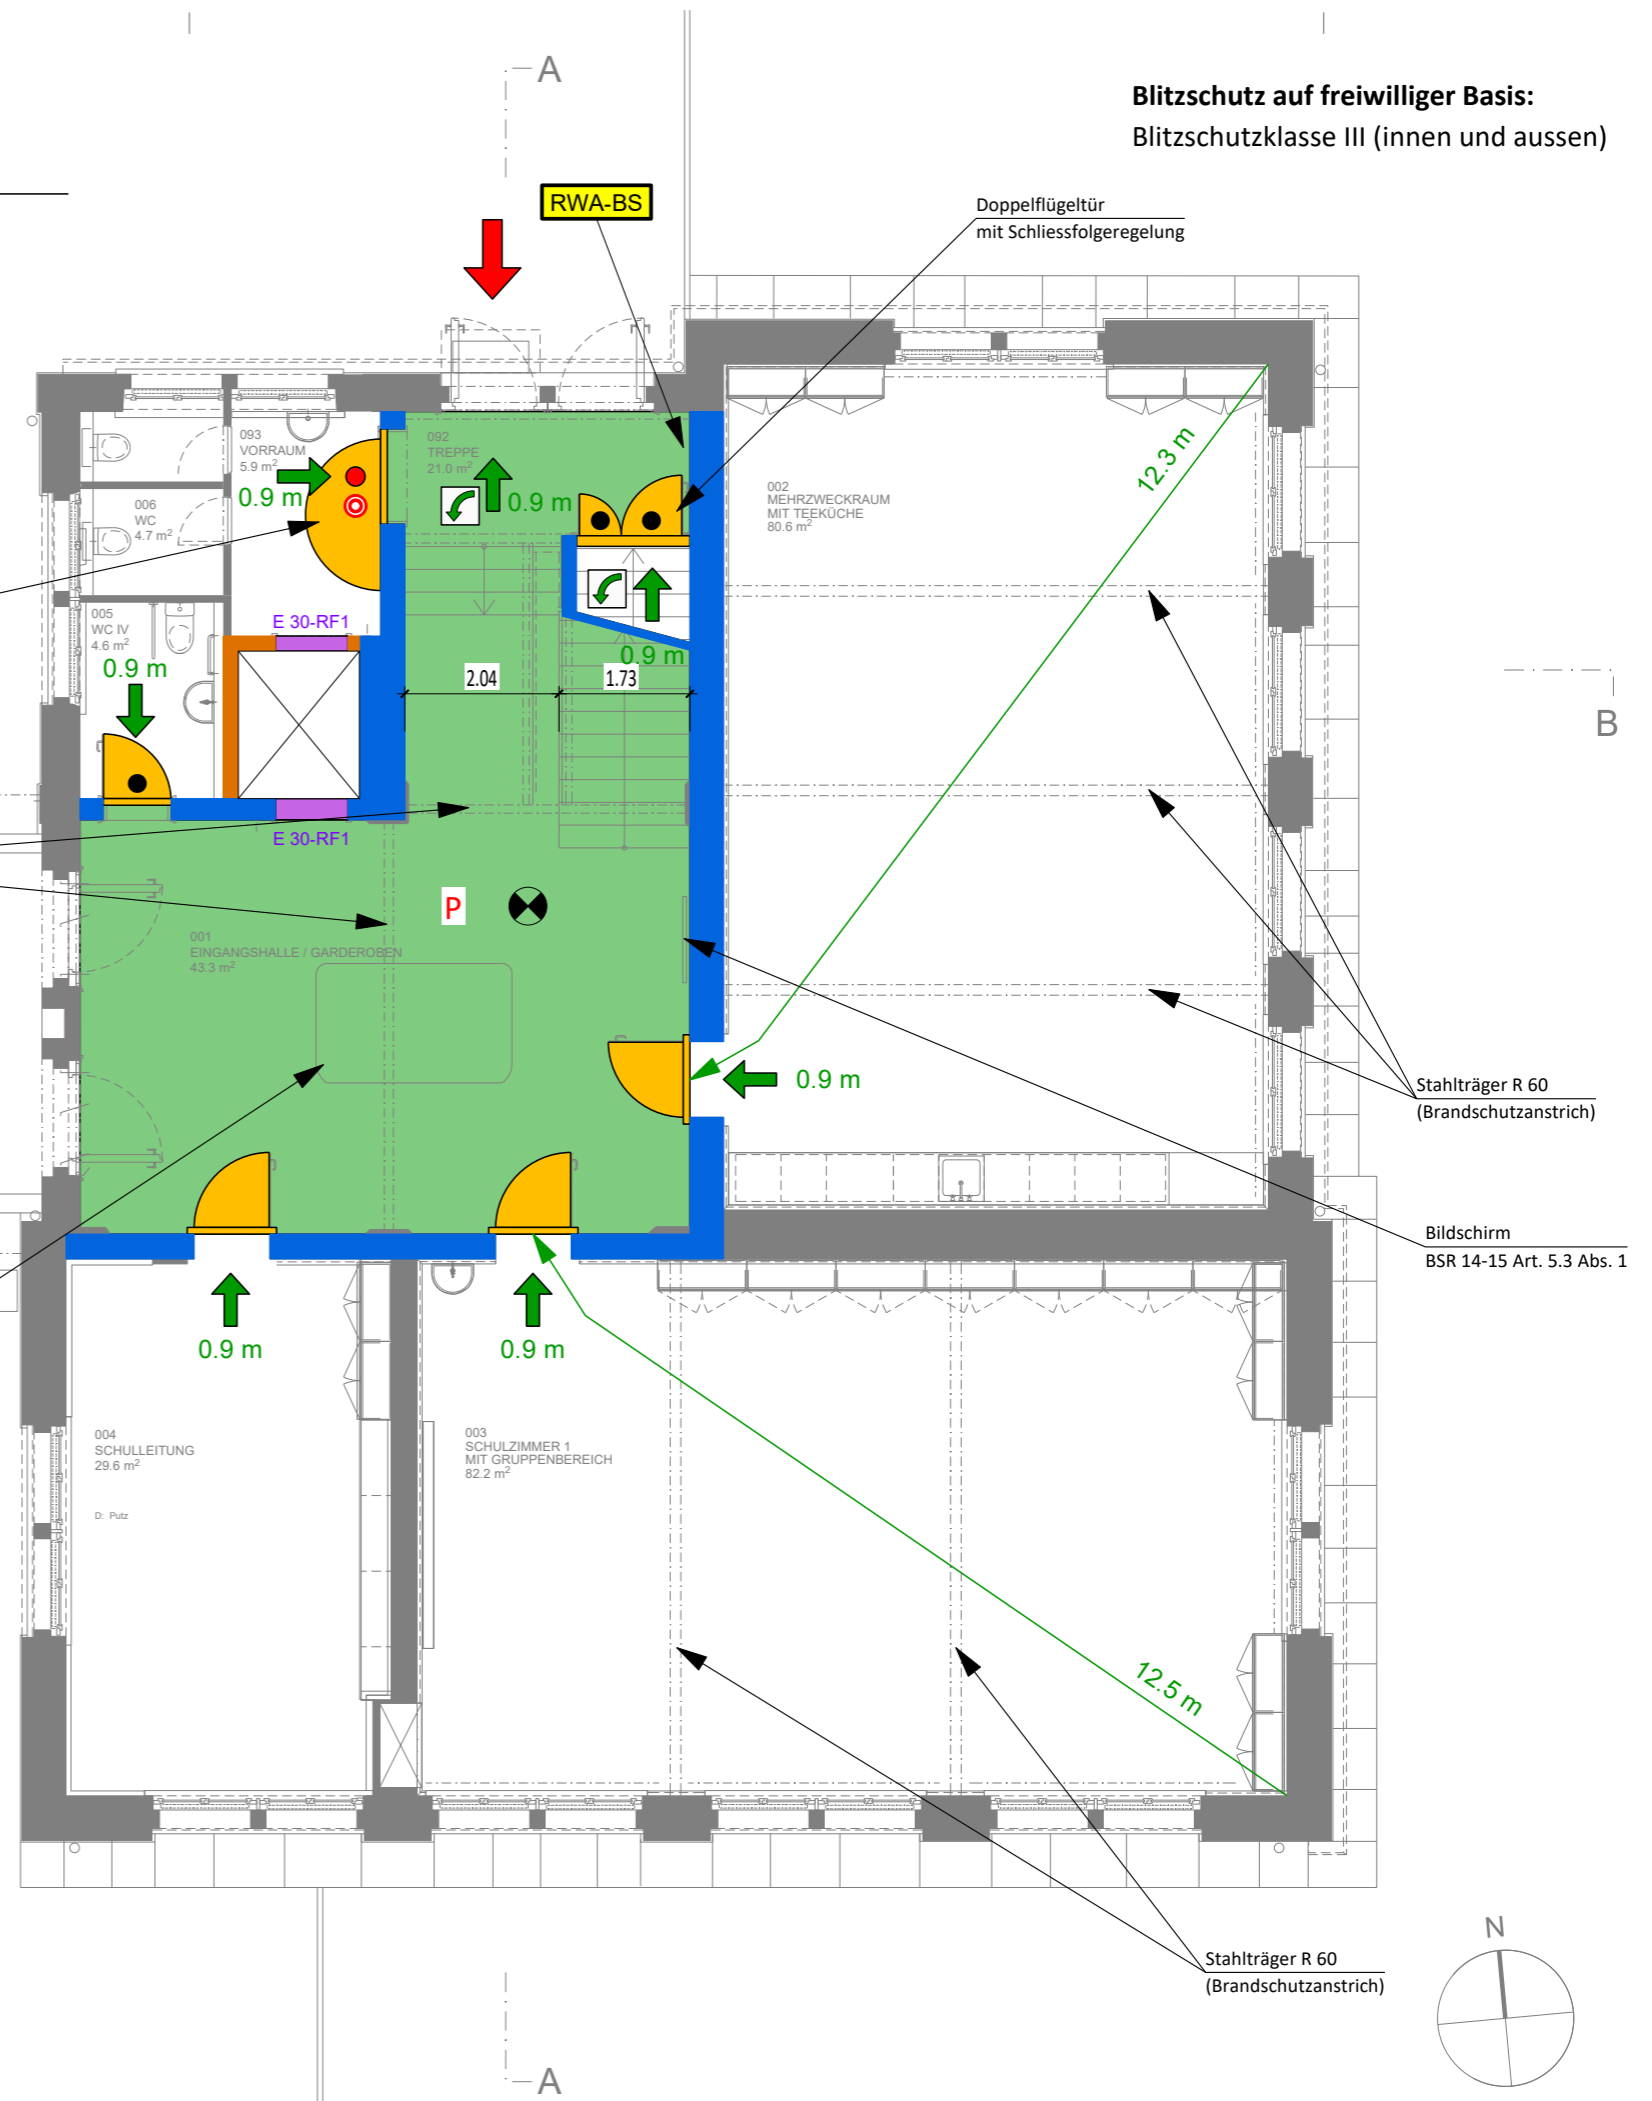 A
Blitzschutz auf freiwilliger Basis:
Blitzschutzklasse III (innen und aussen)
RWA-BS
Doppelflügeltür
mit Schliessfolgeregelung
093
VORRAUM
5.9 m²
0.9 m
092
TREPPE
21.0 m²
0.9 m
006
WC
4.7 m²
002
MEHRZWECKRAUM
MIT TEEKÜCHE
80.6 m²
12.3 m
005
WC IV
4.6 m²
0.9 m
E 30-RF1
0.9 m
2.04
1.73
B
E 30-RF1
P
001
EINGANGSHALLE / GARDEROBEN
43.3 m²
0.9 m
Stahlträger R 60
(Brandschutzanstrich)
Bildschirm
BSR 14-15 Art. 5.3 Abs. 1
0.9 m
0.9 m
004
SCHULLEITUNG
29.6 m²
D: Putz
003
SCHULZIMMER 1
MIT GRUPPENBEREICH
82.2 m²
12.5 m
Stahlträger R 60
(Brandschutzanstrich)
N
A